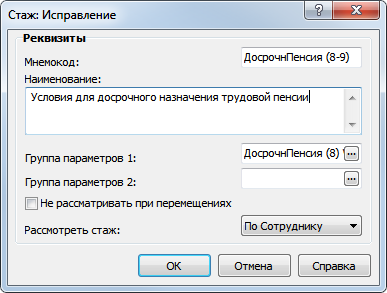 Стаж: Исправление
Реквизиты
Мнемокод: ДосрочнПенсия (8-9)
Наименование:
Условия для досрочного назначения трудовой пенсии
Группа параметров 1: ДосрочнПенсия (8) ...
Группа параметров 2: ...
Не рассматривать при перемещениях
Рассмотреть стаж: По Сотруднику
ОК Отмена Справка